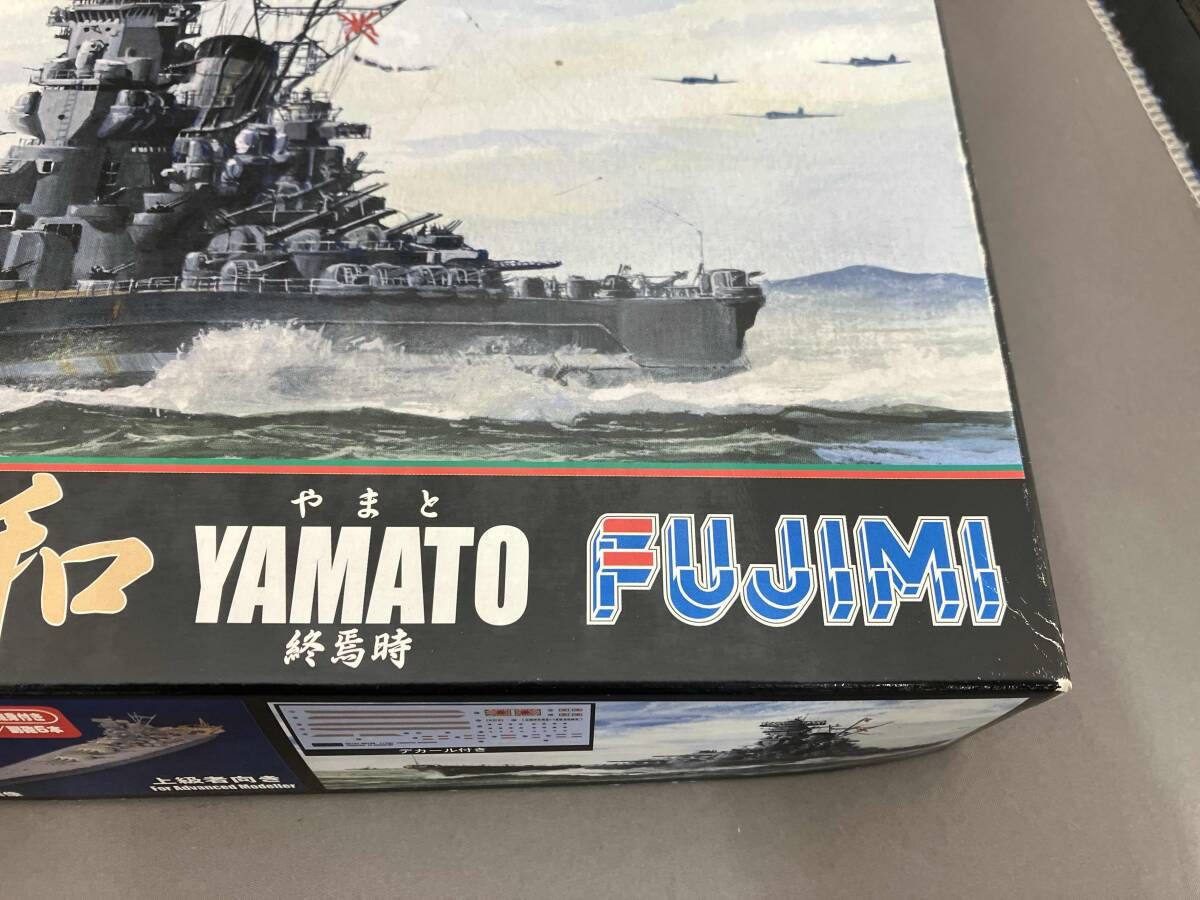 和
やまと
YAMATO
終焉時
FUJIMI
上級者向き
For Advanced Modeller
デカール付き